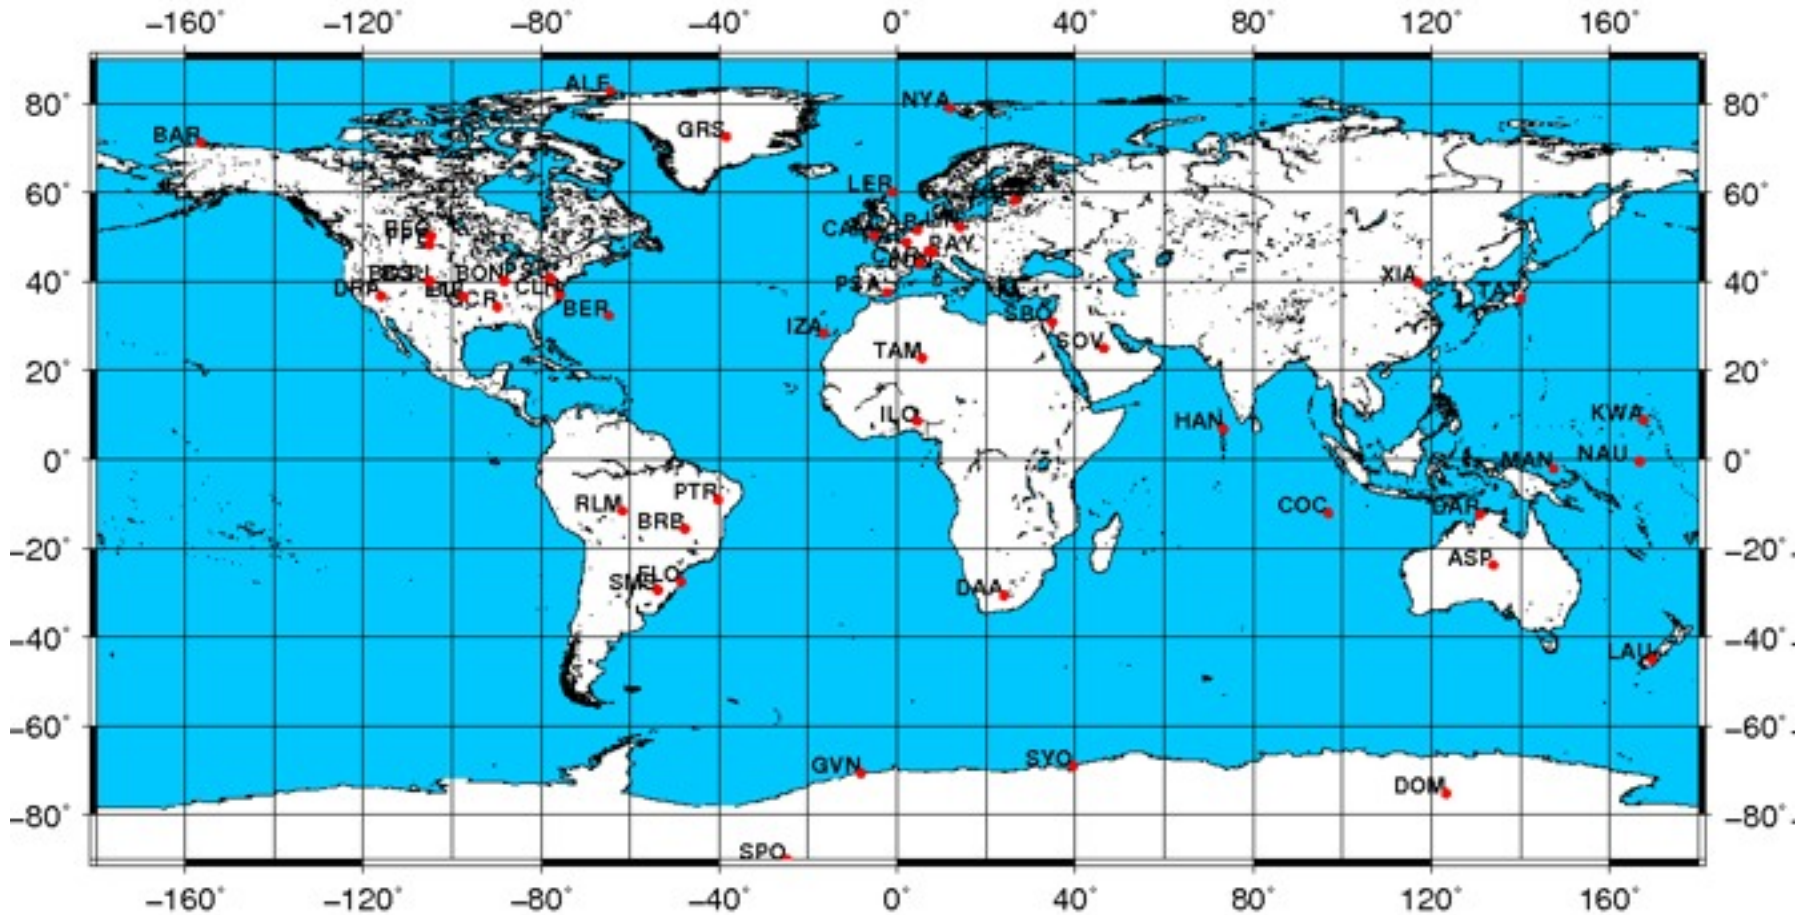 −160° −120° −80° −40° 0° 40° 80° 120° 160°
ALE
80° NYA 80°
BAR GRS
60° LER 60°
CAM
PAY
40° BON XIA 40°
DRA PSA TAT
CLH
BER SBO
IZA SOV
TAM
20° 20°
ILO HAN KWA
0° MAN NAU 0°
PTR
RLM COC DAR
BRB
−20° ASP −20°
FLO
SMS DAA
−40° −40°
LAU
−60° −60°
GVN SYO
DOM
−80° −80°
SPO
−160° −120° −80° −40° 0° 40° 80° 120° 160°